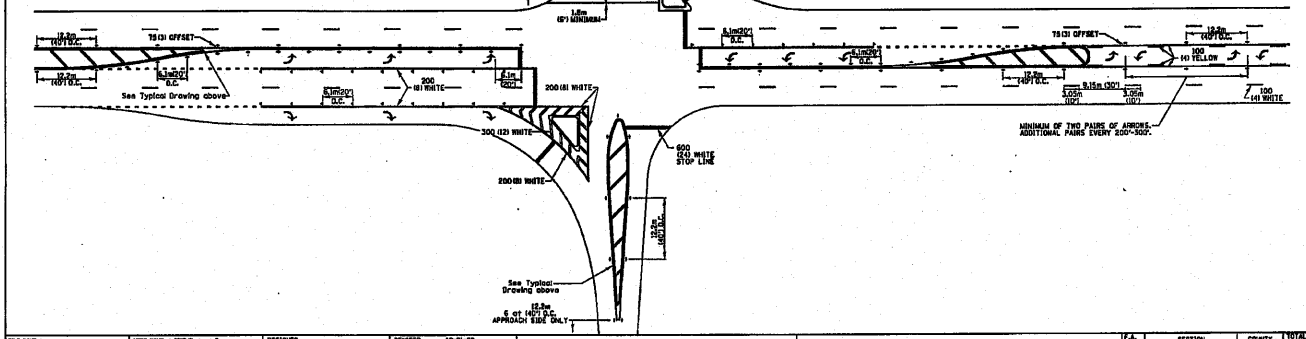 1.8m
(6') MINIMUM
12.2m
(40') O.C.
75 (3) OFFSET
12.2m
(40') O.C.
6.1m(20')
O.C.
See Typical Drawing above
6.1m(20')
O.C.
200
(8) WHITE
6.1m
(20')
200 (8) WHITE
300 (12) WHITE
200 (8) WHITE
600
(24) WHITE
STOP LINE
12.2m
(40') O.C.
See Typical
Drawing above
12.2m
6 at (40') O.C.
APPROACH SIDE ONLY
6.1m(20')
O.C.
6.1m(20')
O.C.
75 (3) OFFSET
12.2m
(40') O.C.
100
(4) YELLOW
12.2m
(40') O.C.
9.15m (30')
3.05m
(10')
3.05m
(10')
100
(4) WHITE
MINIMUM OF TWO PAIRS OF ARROWS.
ADDITIONAL PAIRS EVERY 200'-300'.
SECTION
COUNTY
TOTAL